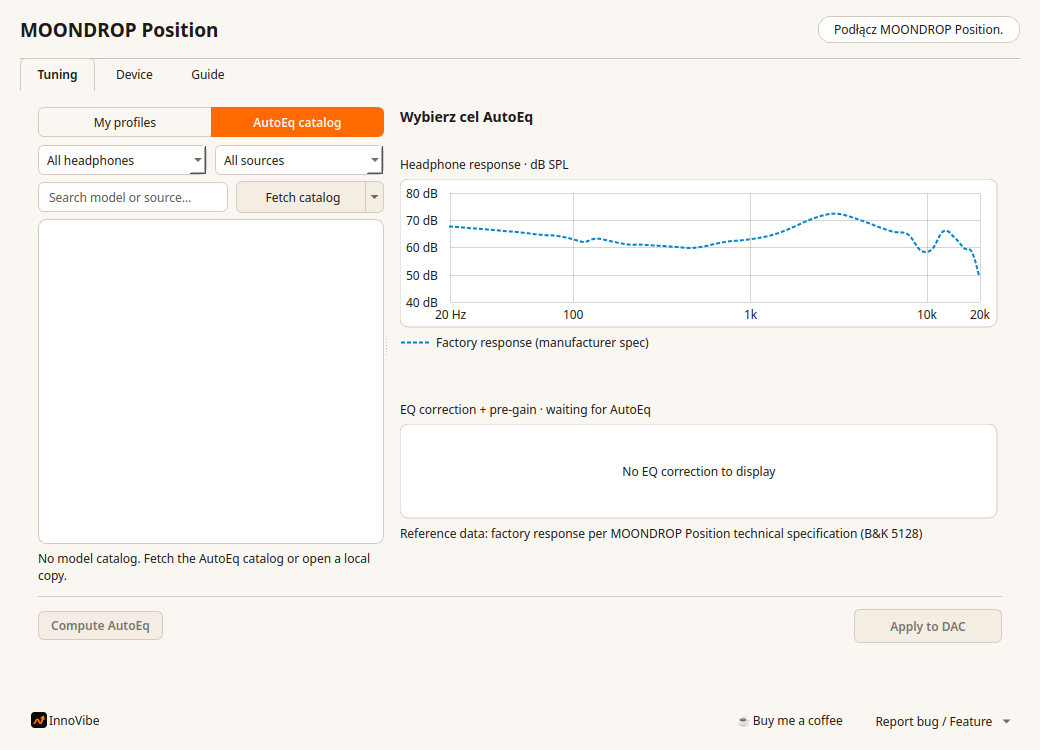 MOONDROP Position
Podłącz MOONDROP Position.
Tuning
Device
Guide
My profiles
AutoEq catalog
All headphones
All sources
Search model or source...
Fetch catalog
No model catalog. Fetch the AutoEq catalog or open a local
copy.
Wybierz cel AutoEq
Headphone response · dB SPL
80 dB
70 dB
60 dB
50 dB
40 dB
20 Hz
100
1k
10k
20k
Factory response (manufacturer spec)
EQ correction + pre-gain · waiting for AutoEq
No EQ correction to display
Reference data: factory response per MOONDROP Position technical specification (B&K 5128)
Compute AutoEq
Apply to DAC
InnoVibe
Buy me a coffee
Report bug / Feature